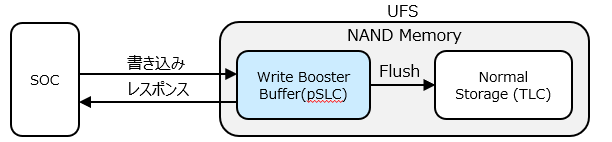 UFS
NAND Memory
SOC
書き込み
レスポンス
Write Booster
Buffer(pSLC)
Flush
Normal
Storage (TLC)